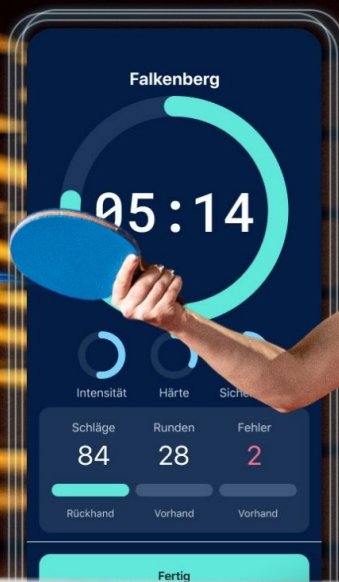 Falkenberg
05:14
Intensität Härte
Schläge Runden Fehler
84 28 2
Rückhand Vorhand Vorhand
Fertig